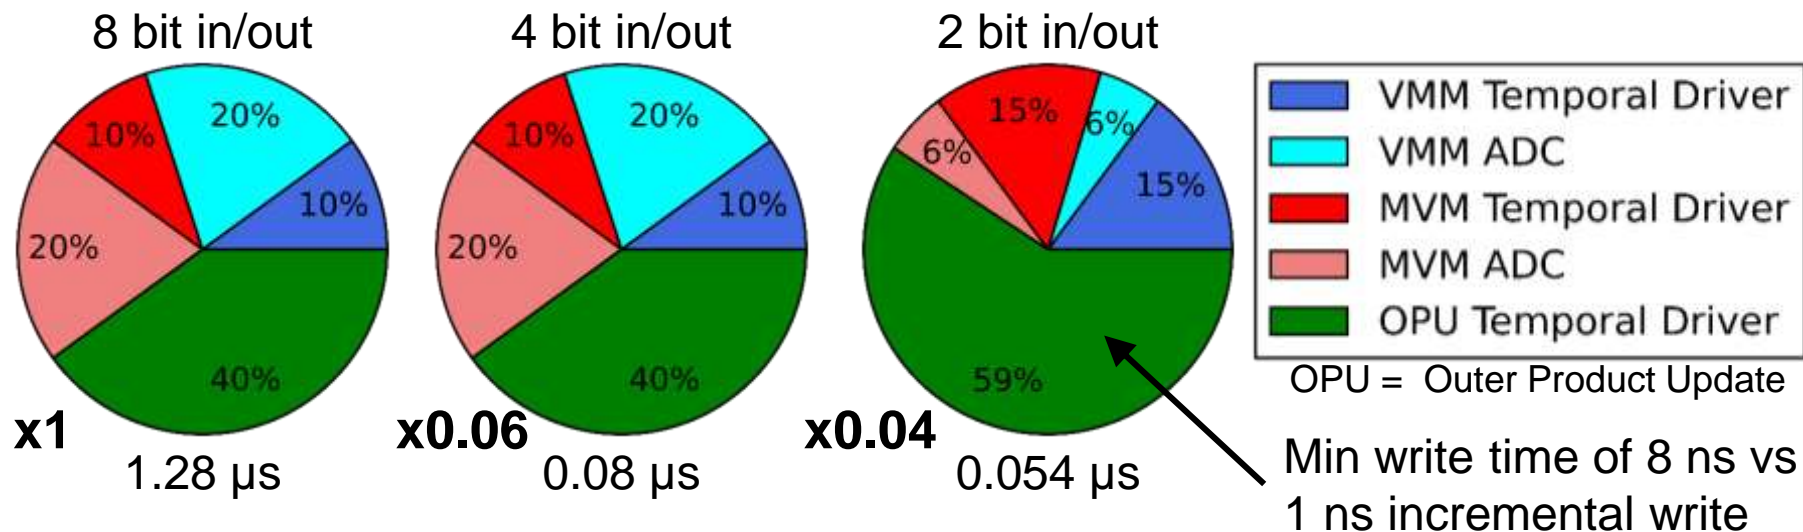 8 bit in/out
20%
10%
10%
20%
40%
x1
1.28 μs
4 bit in/out
20%
10%
10%
20%
40%
x0.06
0.08 μs
2 bit in/out
15%
6%
6%
15%
59%
x0.04
0.054 μs
VMM Temporal Driver
VMM ADC
MVM Temporal Driver
MVM ADC
OPU Temporal Driver
OPU = Outer Product Update
Min write time of 8 ns vs
1 ns incremental write